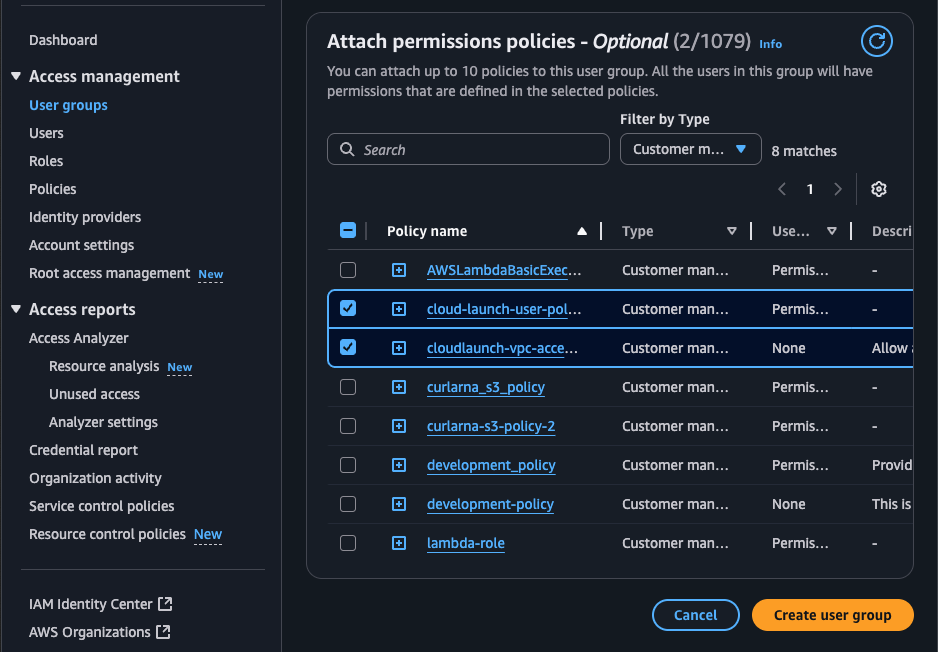 Dashboard
Access management
User groups
Users
Roles
Policies
Identity providers
Account settings
Root access management New
Access reports
Access Analyzer
Resource analysis New
Unused access
Analyzer settings
Credential report
Organization activity
Service control policies
Resource control policies New
IAM Identity Center
AWS Organizations
Attach permissions policies - Optional (2/1079) Info
You can attach up to 10 policies to this user group. All the users in this group will have
permissions that are defined in the selected policies.
Filter by Type
Search
Customer m...
8 matches
1
Policy name Type Use... Descri
AWSLambdaBasicExec... Customer man... Permis... -
cloud-launch-user-pol... Customer man... Permis... -
cloudlaunch-vpc-acce... Customer man... None Allow
curlarna_s3_policy Customer man... Permis... -
curlarna-s3-policy-2 Customer man... Permis... -
development_policy Customer man... Permis... Provid
development-policy Customer man... None This is
lambda-role Customer man... Permis... -
Cancel Create user group